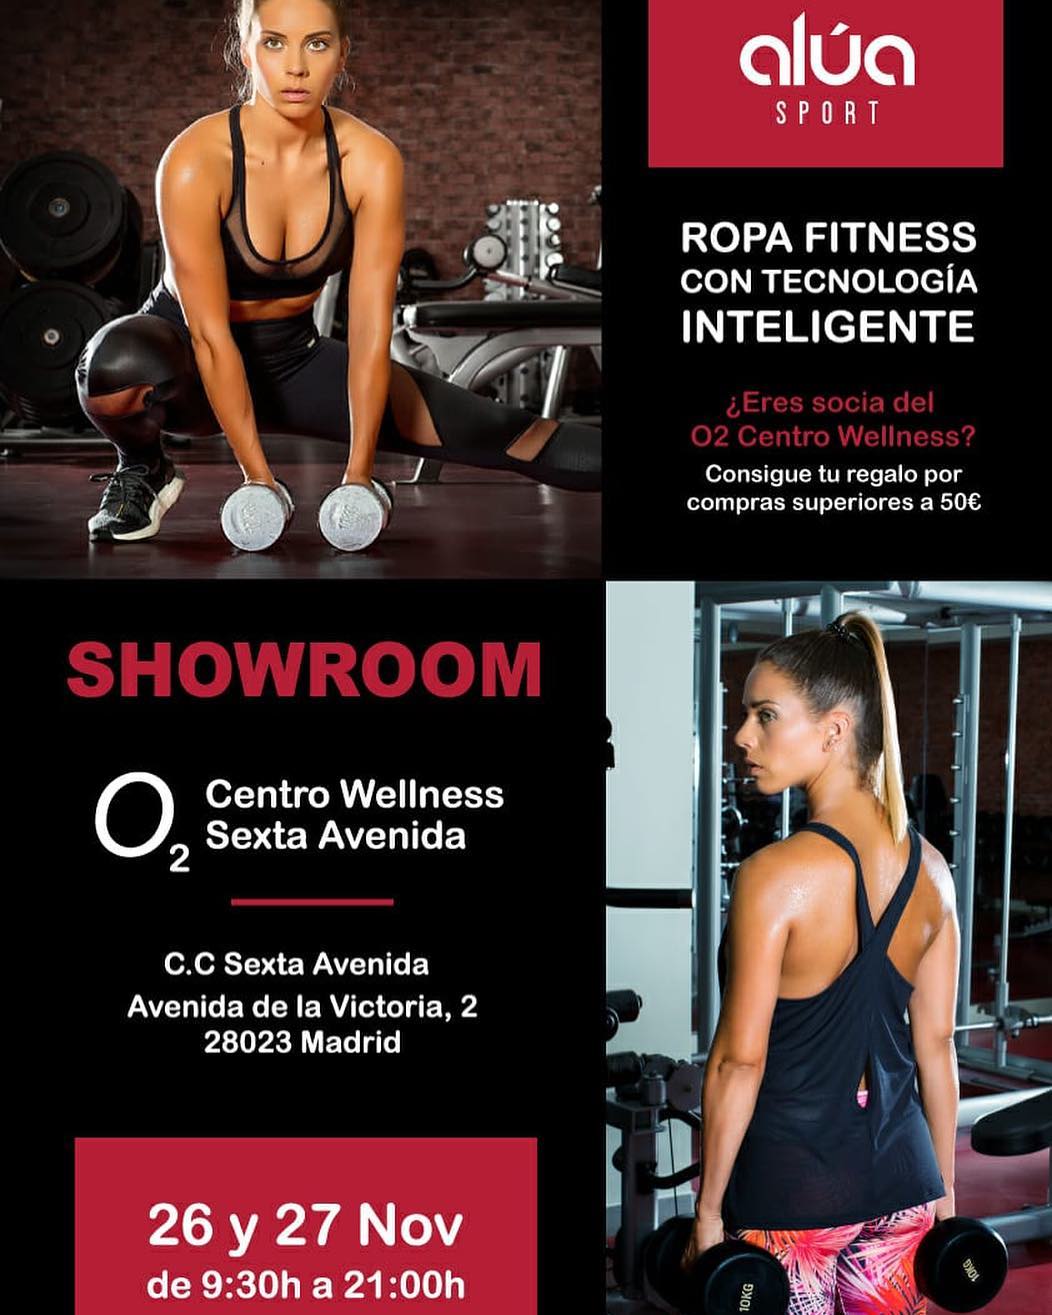 alúa
SPORT
ROPA FITNESS
CON TECNOLOGÍA
INTELIGENTE
¿Eres socia del
O2 Centro Wellness?
Consigue tu regalo por
compras superiores a 50€
SHOWROOM
O2 Centro Wellness
Sexta Avenida
C.C Sexta Avenida
Avenida de la Victoria, 2
28023 Madrid
26 y 27 Nov
de 9:30h a 21:00h
10KG
10KG